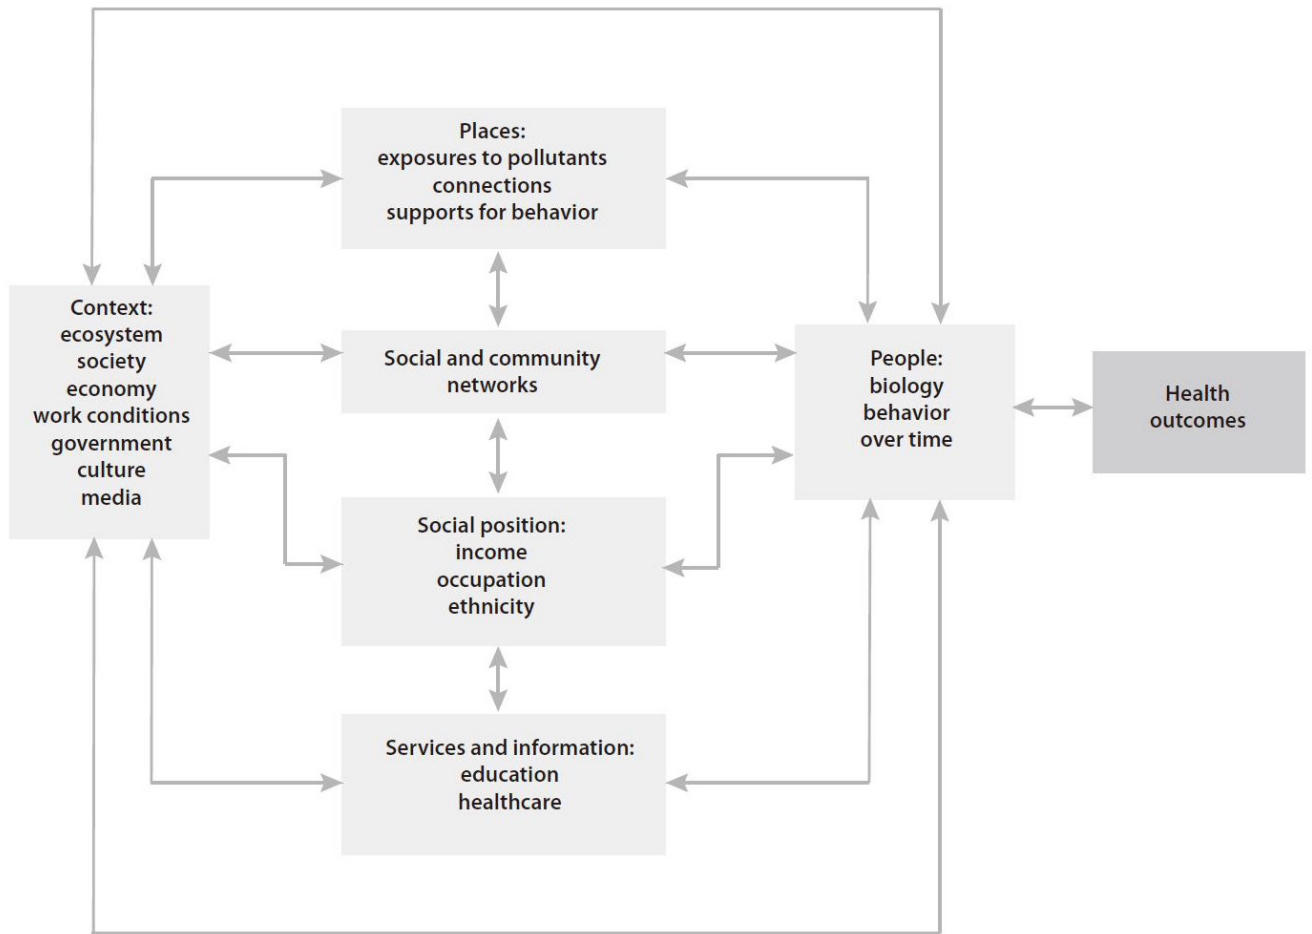 Places:
exposures to pollutants
connections
supports for behavior
Context:
ecosystem
society
economy
work conditions
government
culture
media
Social and community
networks
People:
biology
behavior
over time
Health
outcomes
Social position:
income
occupation
ethnicity
Services and information:
education
healthcare